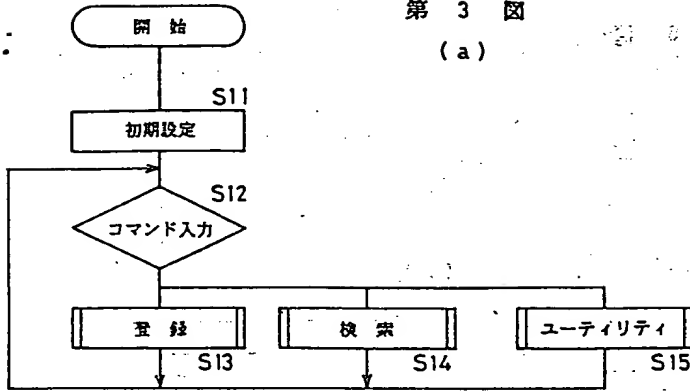 第 3 図
(a)
開 始
S11
初期設定
S12
コマンド入力
登 録
S13
検 索
S14
ユーティリティ
S15